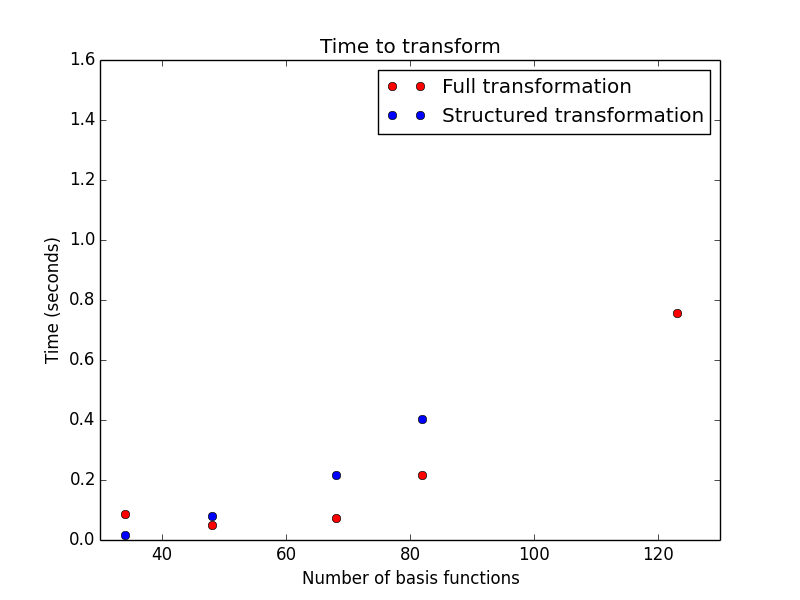 Time to transform
Full transformation
Structured transformation
1.6
1.4
1.2
1.0
0.8
0.6
0.4
0.2
0.0
Time (seconds)
40 60 80 100 120
Number of basis functions